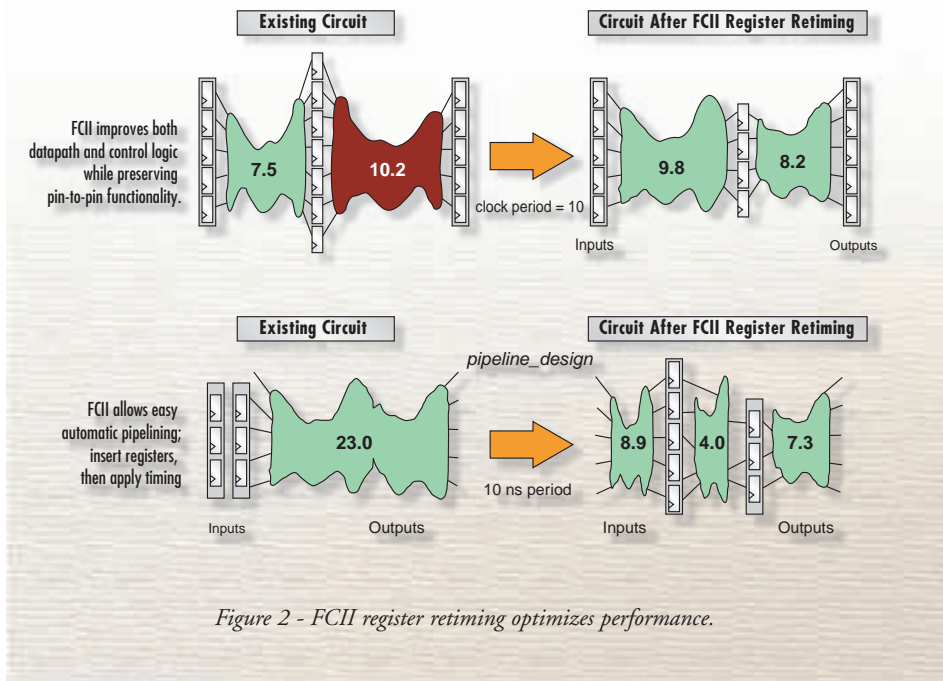 Existing Circuit
Circuit After FCII Register Retiming
FCII improves both
datapath and control logic
while preserving
pin-to-pin functionality.
7.5
10.2
clock period = 10
9.8
8.2
Inputs
Outputs
Existing Circuit
Circuit After FCII Register Retiming
pipeline_design
FCII allows easy
automatic pipelining;
insert registers,
then apply timing
23.0
10 ns period
8.9
4.0
7.3
Inputs
Outputs
Inputs
Outputs
Figure 2 - FCII register retiming optimizes performance.